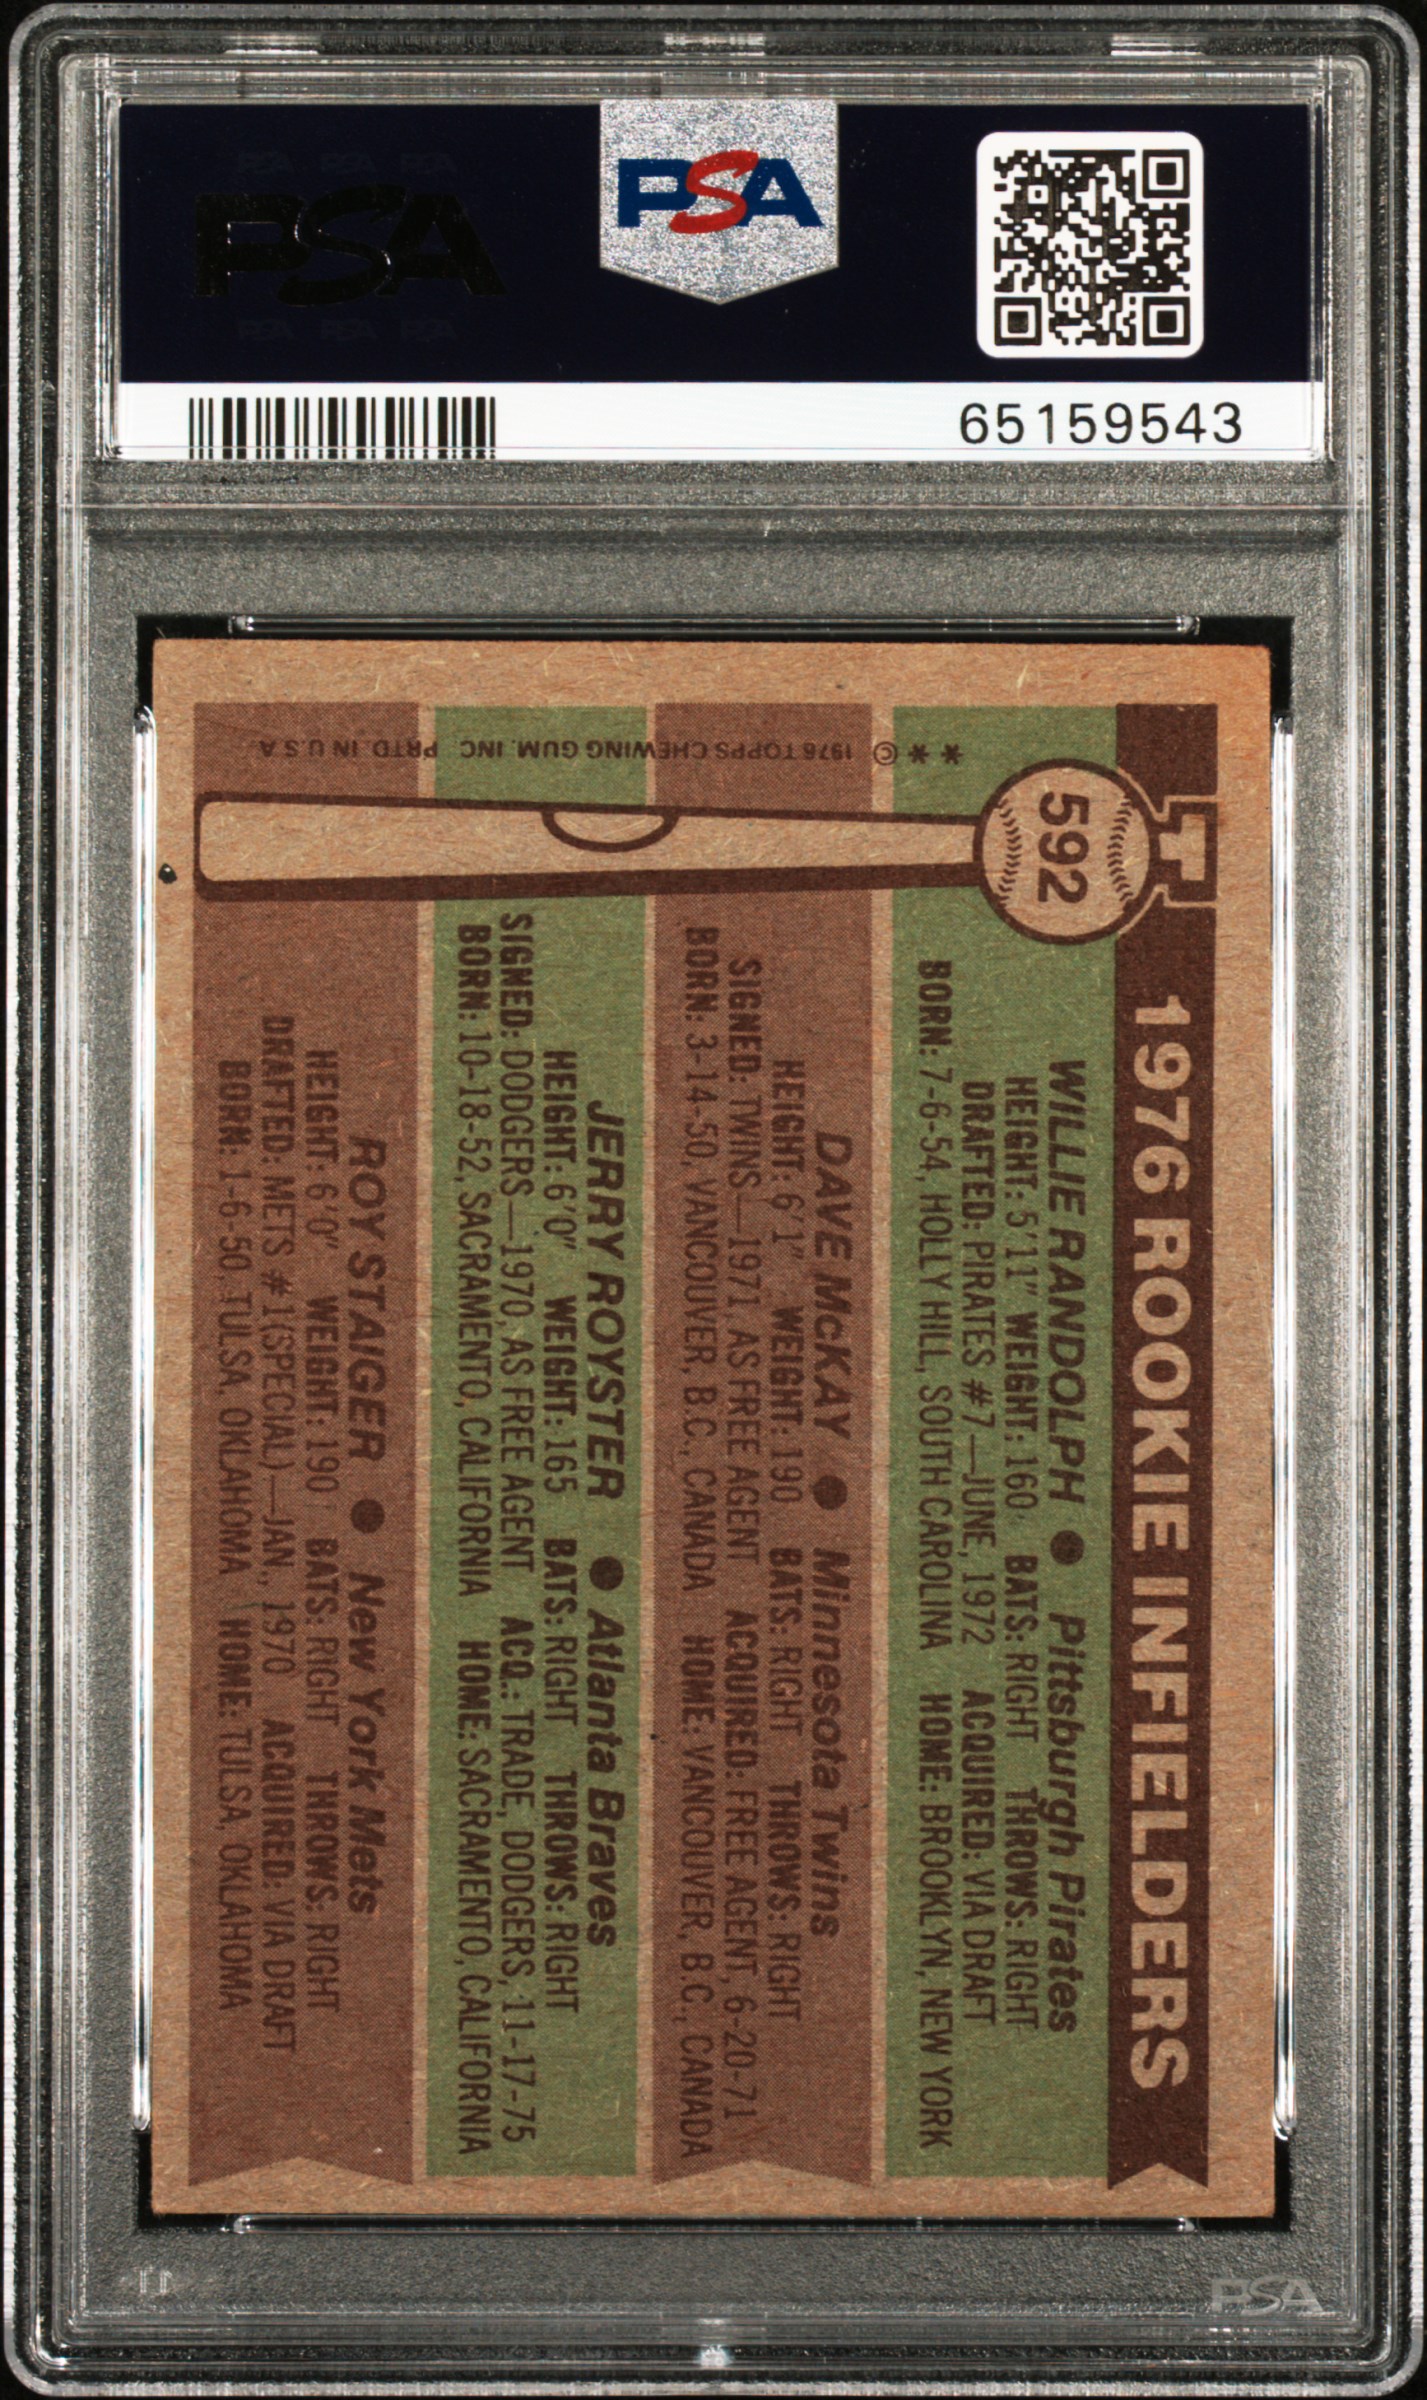 PSA
PSA
65159543
592
1976 ROOKIE INFIELDERS
WILLIE RANDOLPH ● Pittsburgh Pirates
HEIGHT: 5'11" WEIGHT: 160 BATS: RIGHT THROWS: RIGHT
DRAFTED: PIRATES #7—JUNE, 1972 ACQUIRED: VIA DRAFT
BORN: 7-6-54, HOLLY HILL, SOUTH CAROLINA HOME: BROOKLYN, NEW YORK
DAVE McKAY ● Minnesota Twins
HEIGHT: 6'1" WEIGHT: 190 BATS: RIGHT THROWS: RIGHT
SIGNED: TWINS—1971, AS FREE AGENT ACQUIRED: FREE AGENT, 6-20-71
BORN: 3-14-50, VANCOUVER, B.C., CANADA HOME: VANCOUVER, B.C., CANADA
JERRY ROYSTER ● Atlanta Braves
HEIGHT: 6'0" WEIGHT: 165 BATS: RIGHT THROWS: RIGHT
SIGNED: DODGERS—1970, AS FREE AGENT ACQ.: TRADE, DODGERS, 11-17-75
BORN: 10-18-52, SACRAMENTO, CALIFORNIA HOME: SACRAMENTO, CALIFORNIA
ROY STAIGER ● New York Mets
HEIGHT: 6'0" WEIGHT: 190 BATS: RIGHT THROWS: RIGHT
DRAFTED: METS #1(SPECIAL)—JAN., 1970 ACQUIRED: VIA DRAFT
BORN: 1-6-50, TULSA, OKLAHOMA HOME: TULSA, OKLAHOMA
** © 1976 TOPPS CHEWING GUM, INC. PRTD. IN U.S.A.
PSA